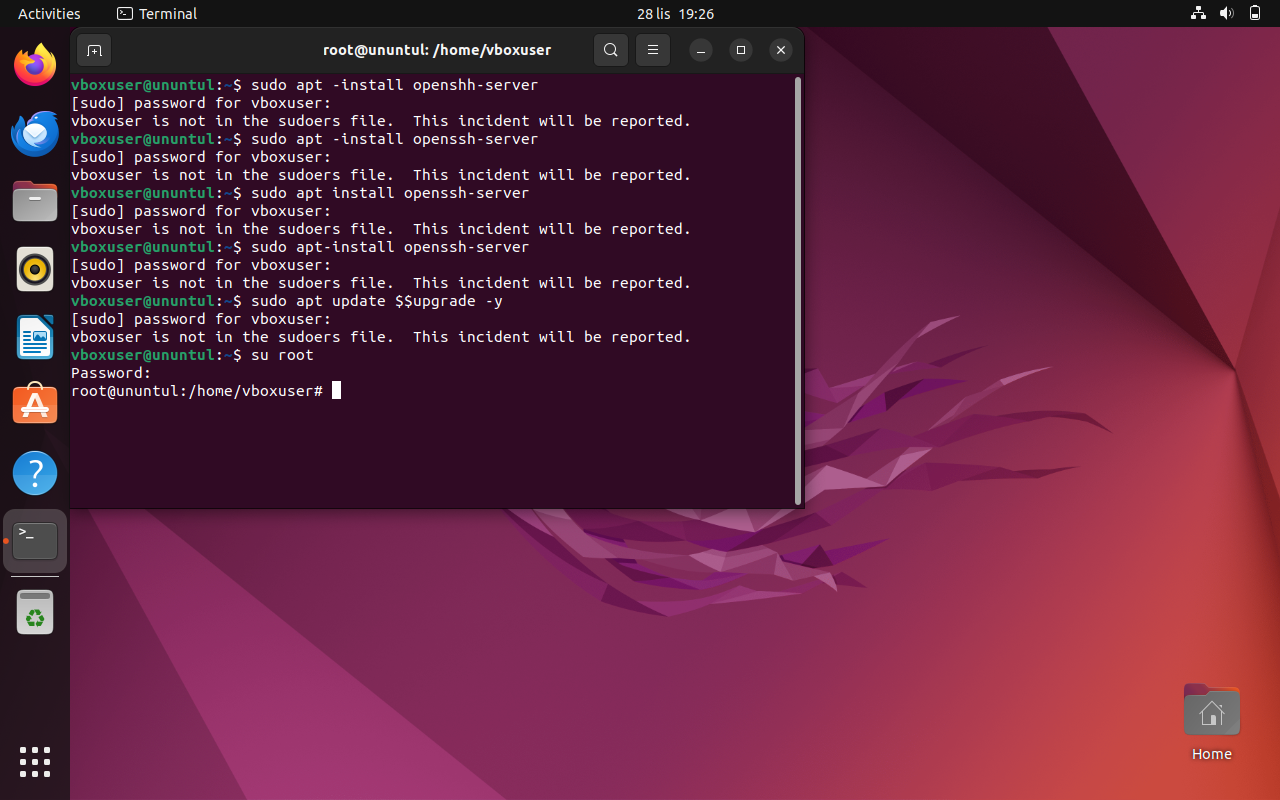 Activities
Terminal
28 lis 19:26
root@ununtul: /home/vboxuser
vboxuser@ununtul:~$ sudo apt -install openshh-server
[sudo] password for vboxuser:
vboxuser is not in the sudoers file.  This incident will be reported.
vboxuser@ununtul:~$ sudo apt -install openssh-server
[sudo] password for vboxuser:
vboxuser is not in the sudoers file.  This incident will be reported.
vboxuser@ununtul:~$ sudo apt install openssh-server
[sudo] password for vboxuser:
vboxuser is not in the sudoers file.  This incident will be reported.
vboxuser@ununtul:~$ sudo apt-install openssh-server
[sudo] password for vboxuser:
vboxuser is not in the sudoers file.  This incident will be reported.
vboxuser@ununtul:~$ sudo apt update $$upgrade -y
[sudo] password for vboxuser:
vboxuser is not in the sudoers file.  This incident will be reported.
vboxuser@ununtul:~$ su root
Password:
root@ununtul:/home/vboxuser#
Home